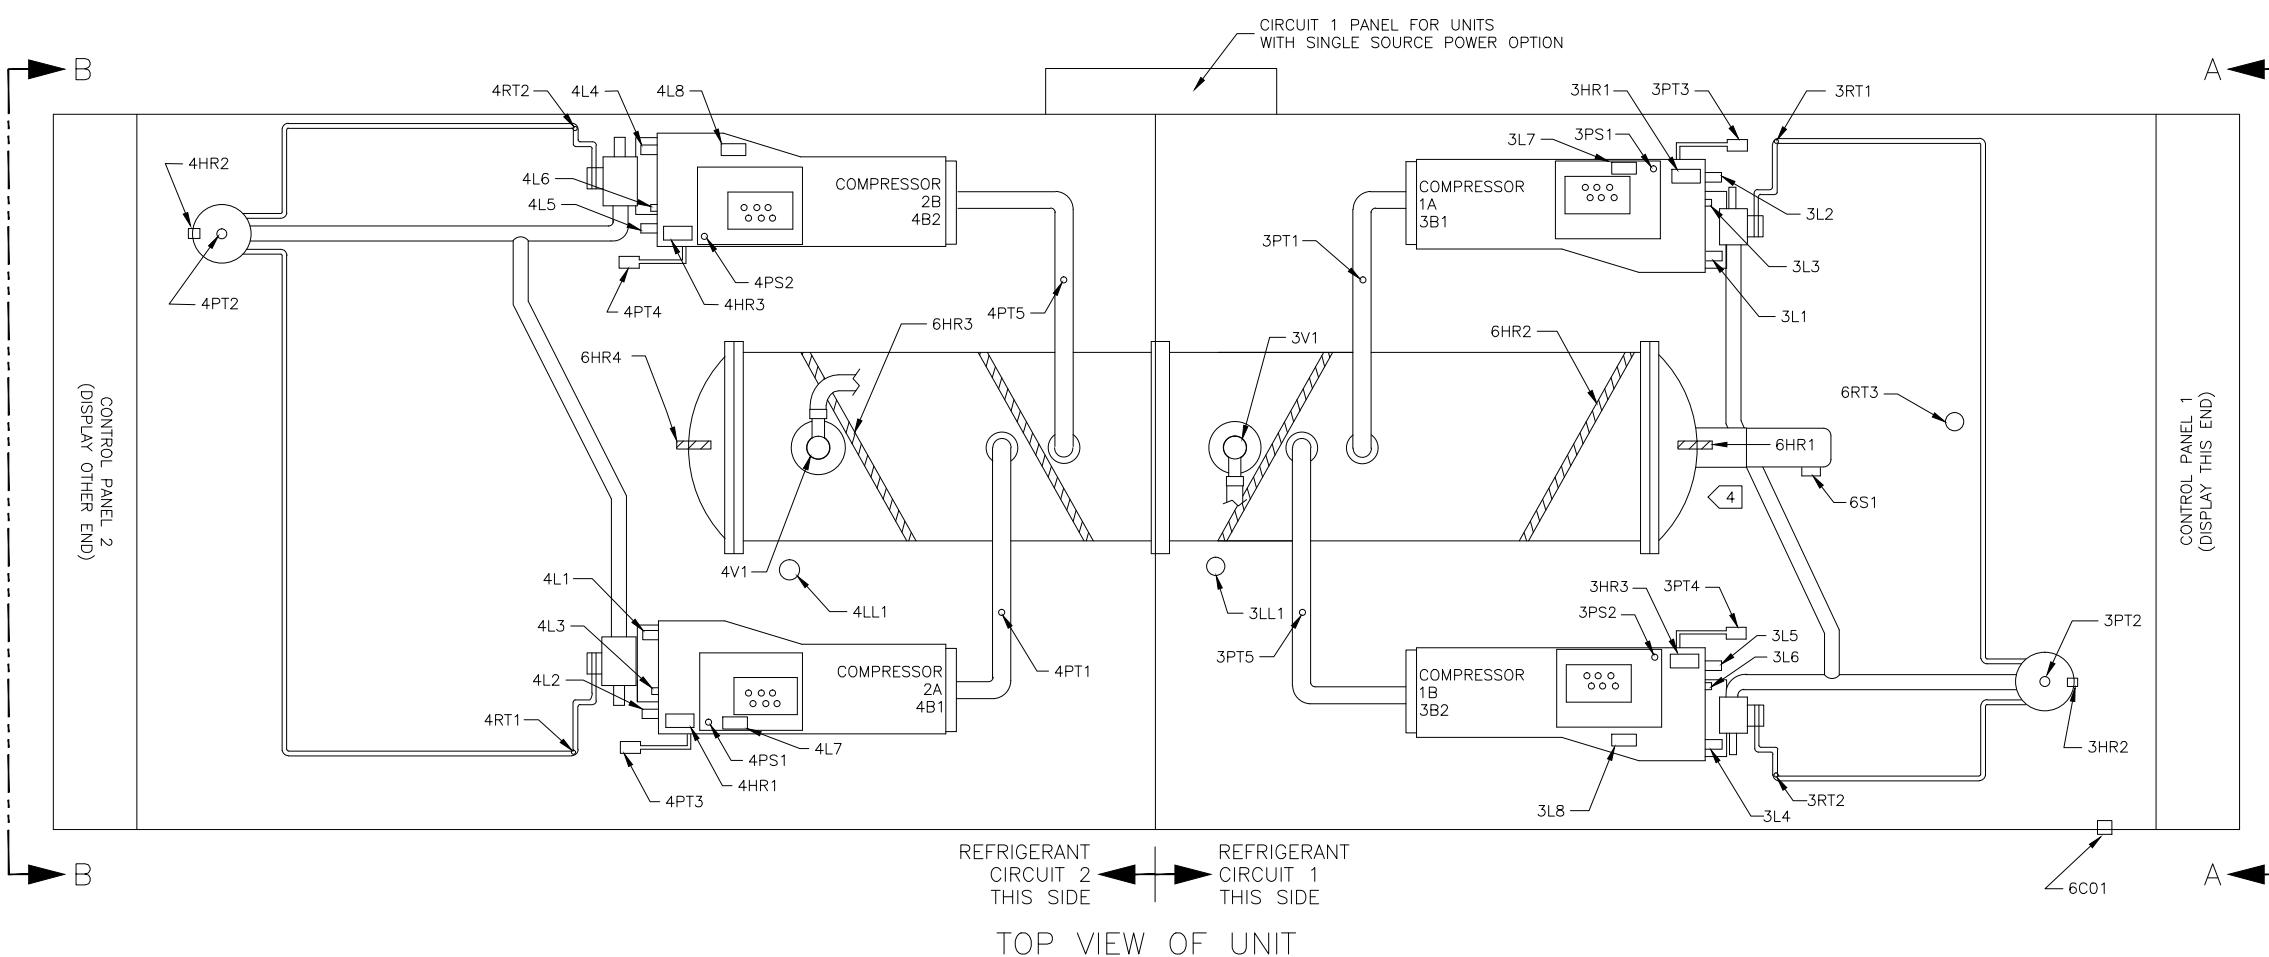 CIRCUIT 1 PANEL FOR UNITS
WITH SINGLE SOURCE POWER OPTION
B
A
4RT2
4L4
4L8
3HR1
3PT3
3RT1
4HR2
3L7
3PS1
4L6
4L5
COMPRESSOR
2B
4B2
COMPRESSOR
1A
3B1
3L2
3PT1
3L3
4PT2
4PT4
4PS2
4HR3
4PT5
3L1
6HR3
6HR2
3V1
6HR4
6RT3
CONTROL PANEL 2
(DISPLAY OTHER END)
CONTROL PANEL 1
(DISPLAY THIS END)
6HR1
4
6S1
4V1
4L1
4LL1
3LL1
3HR3
3PT4
3PS2
4L3
3PT2
3L5
3L6
3PT5
4PT1
4L2
COMPRESSOR
2A
4B1
COMPRESSOR
1B
3B2
4RT1
4L7
4PS1
4HR1
4PT3
3HR2
3L8
3RT2
3L4
REFRIGERANT
CIRCUIT 2
THIS SIDE
REFRIGERANT
CIRCUIT 1
THIS SIDE
B
A
6C01
TOP VIEW OF UNIT